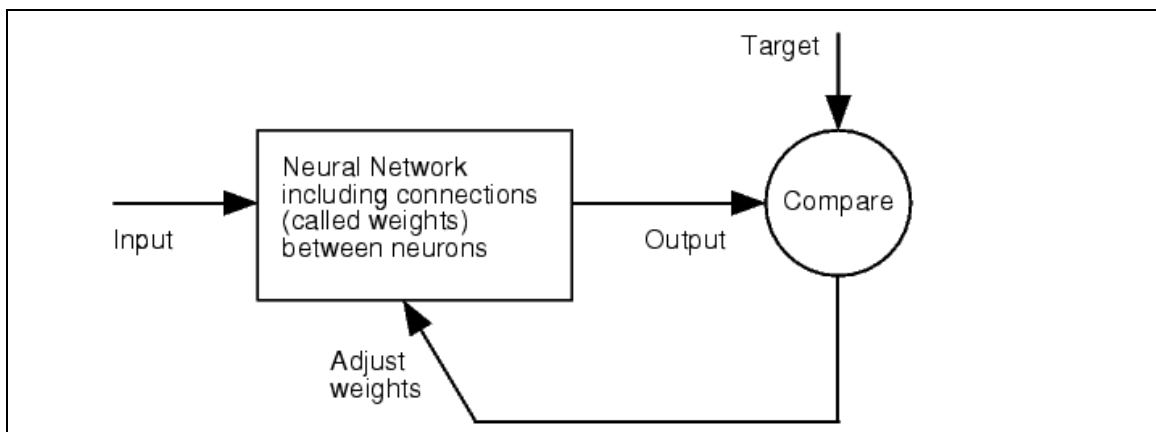 Target
Neural Network
including connections
(called weights)
between neurons
Compare
Input
Output
Adjust
weights